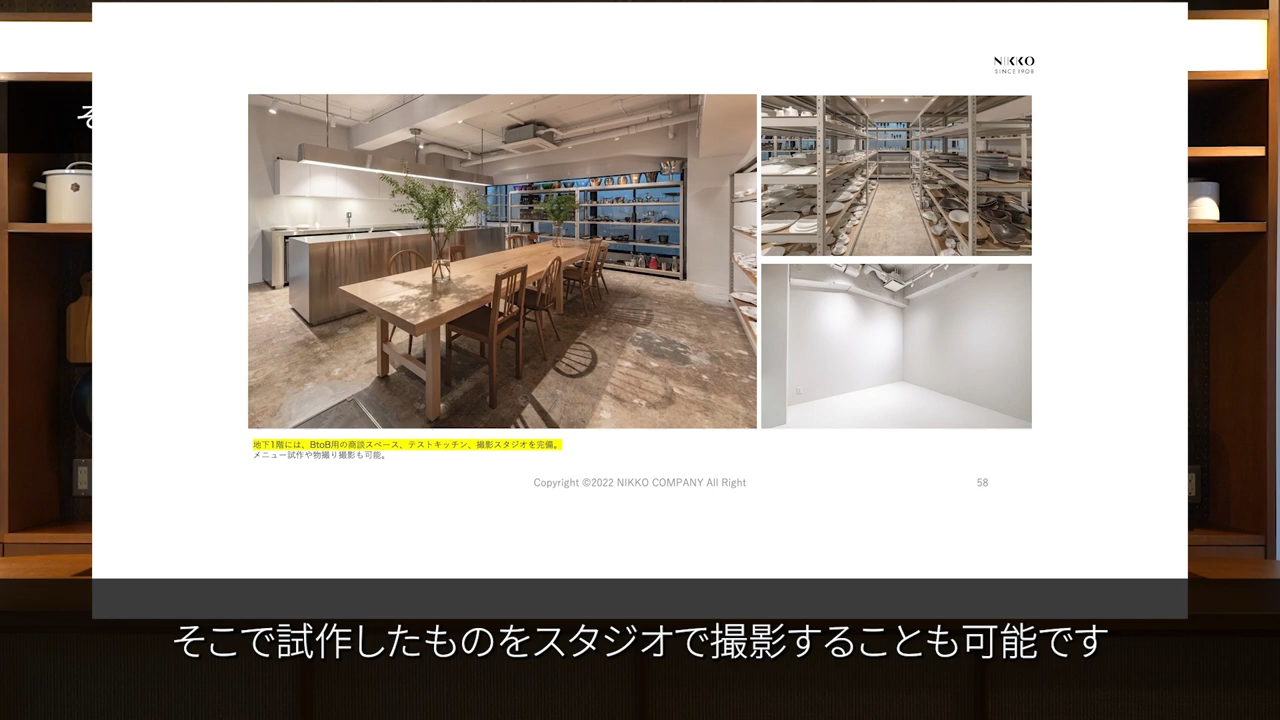 NIKKO
SINCE 1908
そ
地下1階には、BtoB用の商談スペース、テストキッチン、撮影スタジオを完備。
メニュー試作や物撮り撮影も可能。
Copyright ©2022 NIKKO COMPANY All Right
58
そこで試作したものをスタジオで撮影することも可能です